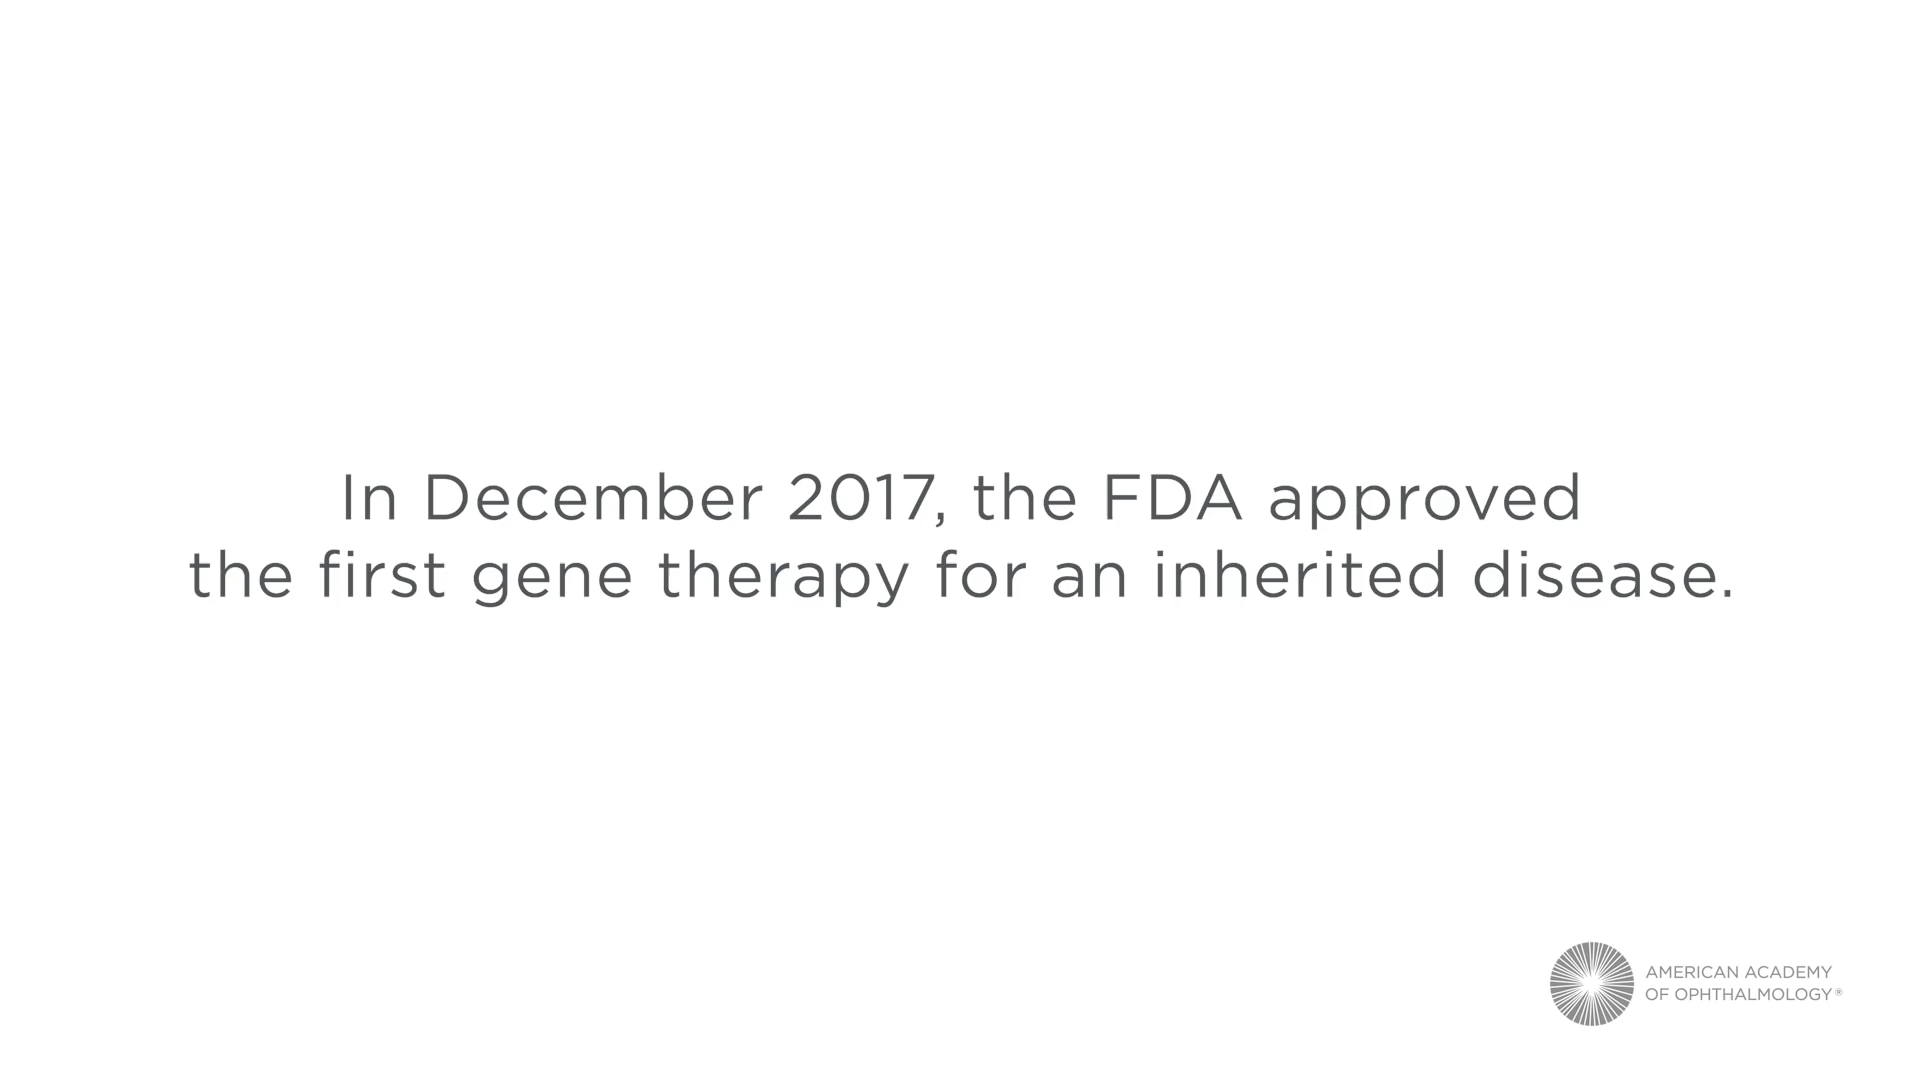 In December 2017, the FDA approved
the first gene therapy for an inherited disease.
AMERICAN ACADEMY
OF OPHTHALMOLOGY®